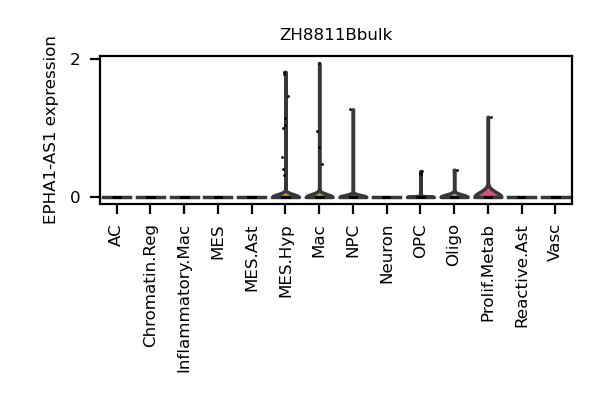 ZH8811Bbulk
EPHA1-AS1 expression
2
0
AC
Chromatin.Reg
Inflammatory.Mac
MES
MES.Ast
MES.Hyp
Mac
NPC
Neuron
OPC
Oligo
Prolif.Metab
Reactive.Ast
Vasc